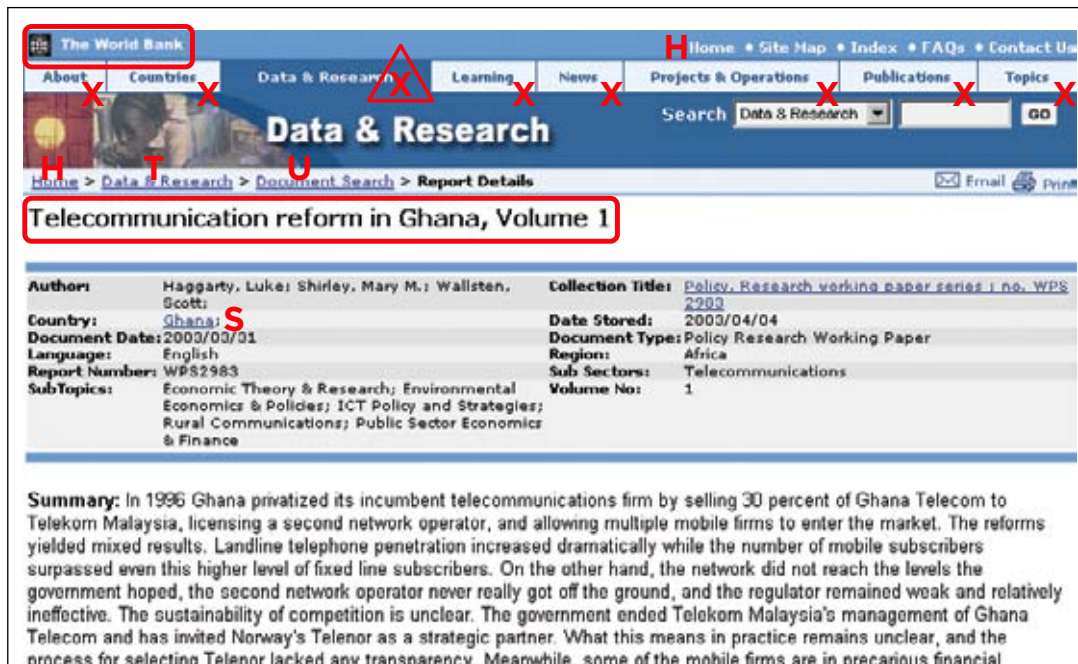 The World Bank
H Home • Site Map • Index • FAQs • Contact Us
About X Countries X Data & Research X Learning X News X Projects & Operations X Publications X Topics X
Search Data & Research GO
Data & Research
H T U
Home > Data & Research > Document Search > Report Details Email Print
Telecommunication reform in Ghana, Volume 1
Author: Haggarty, Luke; Shirley, Mary M.; Wallsten, Scott; Collection Title: Policy, Research working paper series ; no. WPS 2983
Country: Ghana; S Date Stored: 2003/04/04
Document Date: 2003/03/31 Document Type: Policy Research Working Paper
Language: English Region: Africa
Report Number: WPS2983 Sub Sectors: Telecommunications
SubTopics: Economic Theory & Research; Environmental Volume No: 1
Economics & Policies; ICT Policy and Strategies;
Rural Communications; Public Sector Economics
& Finance
Summary: In 1996 Ghana privatized its incumbent telecommunications firm by selling 30 percent of Ghana Telecom to
Telekom Malaysia, licensing a second network operator, and allowing multiple mobile firms to enter the market. The reforms
yielded mixed results. Landline telephone penetration increased dramatically while the number of mobile subscribers
surpassed even this higher level of fixed line subscribers. On the other hand, the network did not reach the levels the
government hoped, the second network operator never really got off the ground, and the regulator remained weak and relatively
ineffective. The sustainability of competition is unclear. The government ended Telekom Malaysia's management of Ghana
Telecom and has invited Norway's Telenor as a strategic partner. What this means in practice remains unclear, and the
process for selecting Telenor lacked any transparency. Meanwhile, some of the mobile firms are in precarious financial